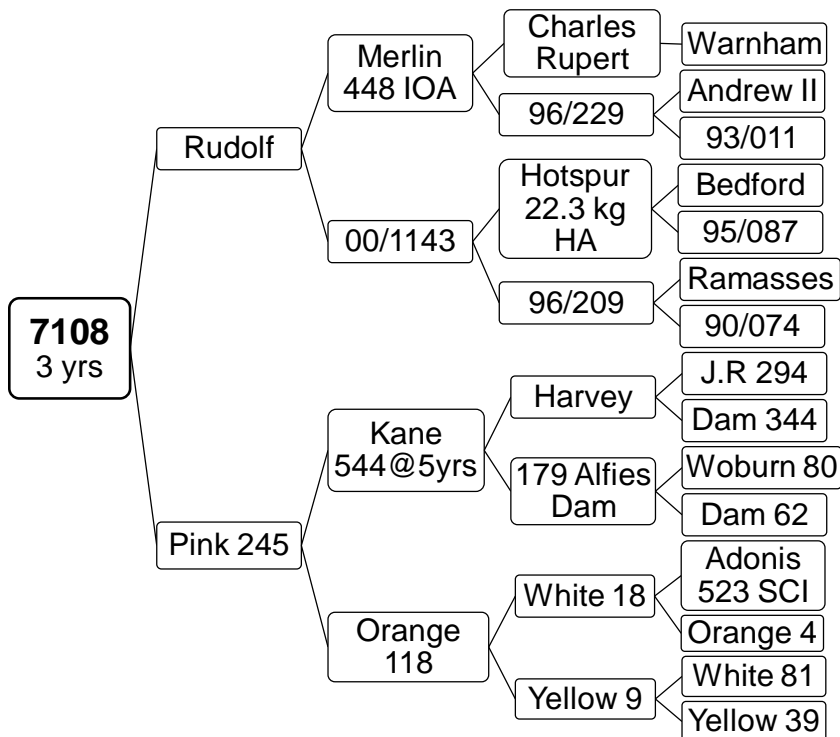 Charles
Rupert
Warnham
Merlin
448 IOA
Andrew II
96/229
93/011
Rudolf
Hotspur
22.3 kg
HA
Bedford
00/1143
95/087
96/209
Ramasses
90/074
7108
3 yrs
J.R 294
Harvey
Dam 344
Kane
544@5yrs
Woburn 80
179 Alfies
Dam
Dam 62
Pink 245
Adonis
523 SCI
White 18
Orange 4
Orange
118
White 81
Yellow 9
Yellow 39